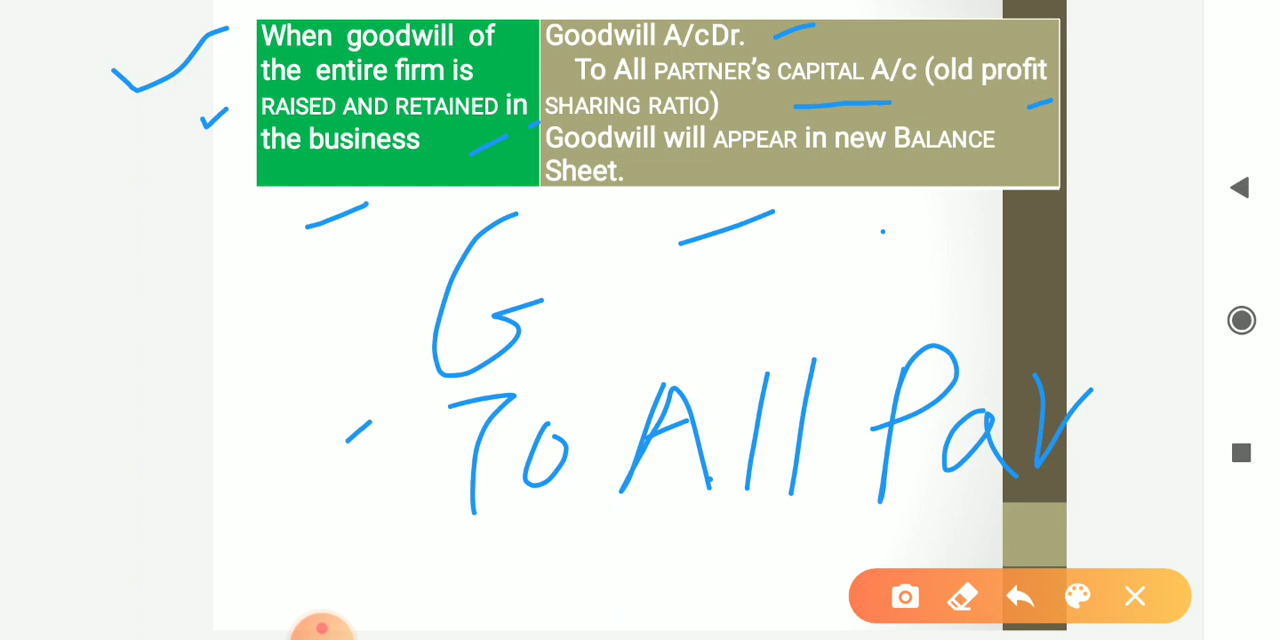 When goodwill of
the entire firm is
RAISED AND RETAINED in
the business
Goodwill A/cDr.
To All PARTNER's CAPITAL A/c (old profit
SHARING RATIO)
Goodwill will APPEAR in new BALANCE
Sheet.
G
To All Par